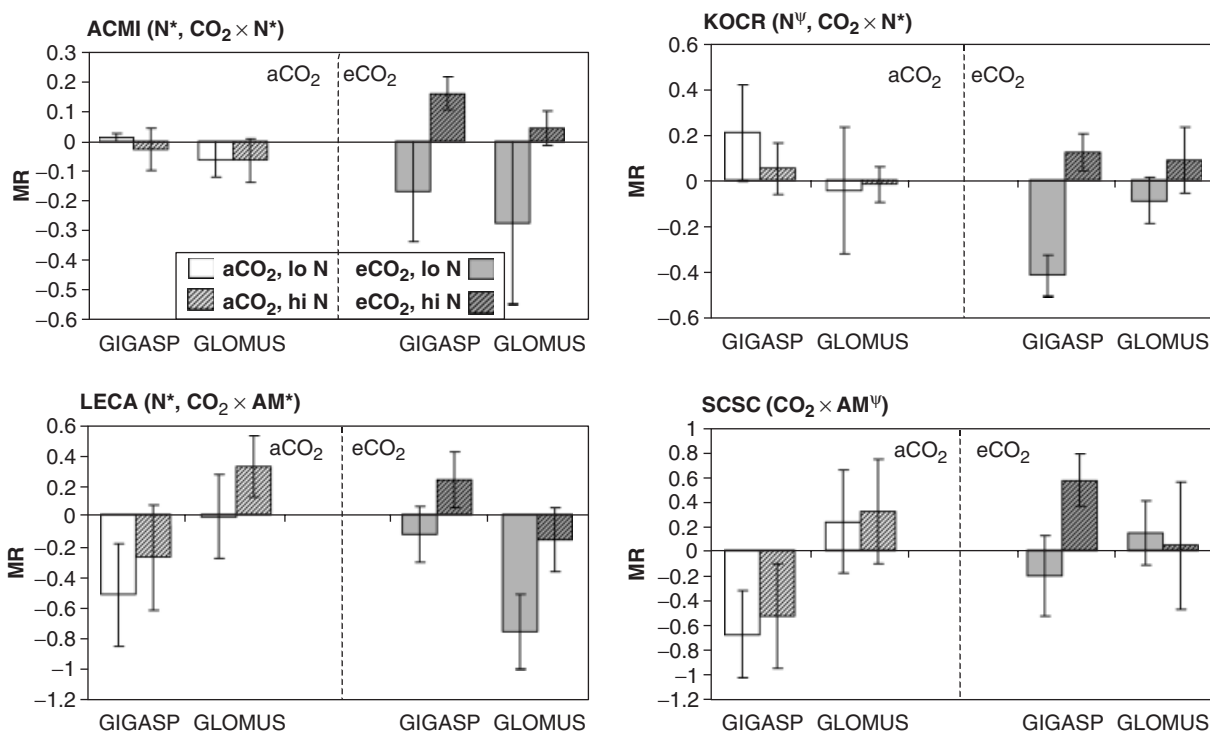 ACMI (N*, CO₂ × N*)
0.3
0.2
0.1
0
−0.1
−0.2
−0.3
−0.4
−0.5
−0.6
MR
aCO₂
eCO₂
aCO₂, lo N
eCO₂, lo N
aCO₂, hi N
eCO₂, hi N
GIGASP GLOMUS GIGASP GLOMUS
KOCR (Nᵠ, CO₂ × N*)
0.6
0.4
0.2
0
−0.2
−0.4
−0.6
MR
aCO₂
eCO₂
GIGASP GLOMUS GIGASP GLOMUS
LECA (N*, CO₂ × AM*)
0.6
0.4
0.2
0
−0.2
−0.4
−0.6
−0.8
−1
−1.2
MR
aCO₂
eCO₂
GIGASP GLOMUS GIGASP GLOMUS
SCSC (CO₂ × AMᵠ)
1
0.8
0.6
0.4
0.2
0
−0.2
−0.4
−0.6
−0.8
−1
−1.2
MR
aCO₂
eCO₂
GIGASP GLOMUS GIGASP GLOMUS